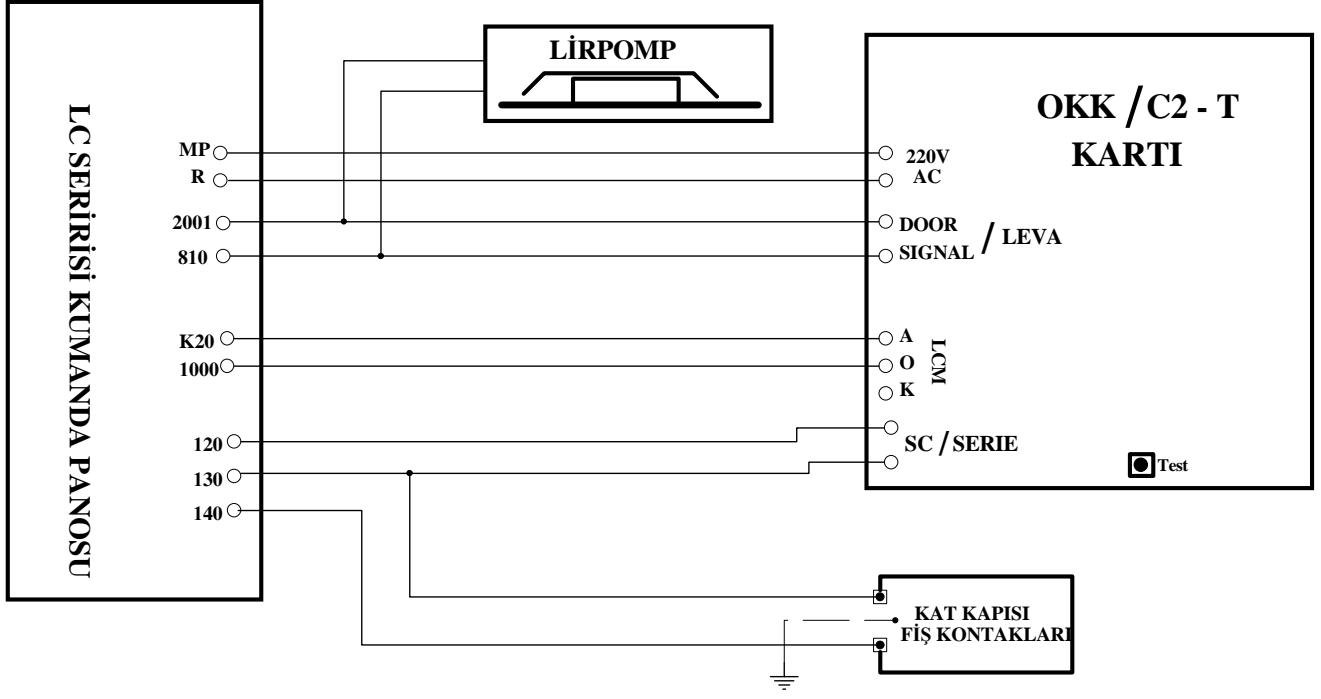 LC SERİRİSİ KUMANDA PANOSU
MP
R
2001
810
K20
1000
120
130
140
LİRPOMP
OKK / C2 - T
KARTI
220V
AC
DOOR
SIGNAL / LEVA
A
O
K
LCM
SC / SERIE
Test
KAT KAPISI
FİŞ KONTAKLARI